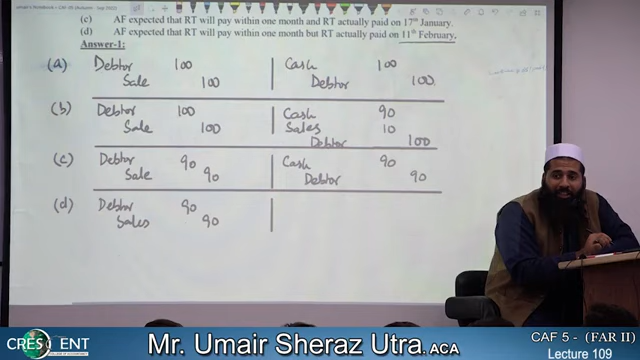 (c) AF expected that RT will pay within one month and RT actually paid on 17th January.
(d) AF expected that RT will pay within one month but RT actually paid on 11th February.
Answer-1:
(a) Debtor 100 Cash 100
Sale 100 Debtor 100
(b) Debtor 100 Cash 90
Sale 100 Sales 10
Debtor 100
(c) Debtor 90 Cash 90
Sale 90 Debtor 90
(d) Debtor 90
Sales 90
CRESCENT
COLLEGE OF ACCOUNTANCY
Mr. Umair Sheraz Utra. ACA
CAF 5 - (FAR II)
Lecture 109